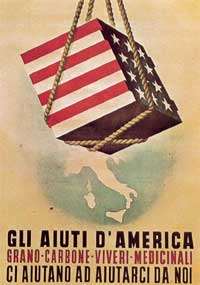 GLI AIUTI D'AMERICA
GRANO-CARBONE-VIVERI-MEDICINALI
CI AIUTANO AD AIUTARCI DA NOI